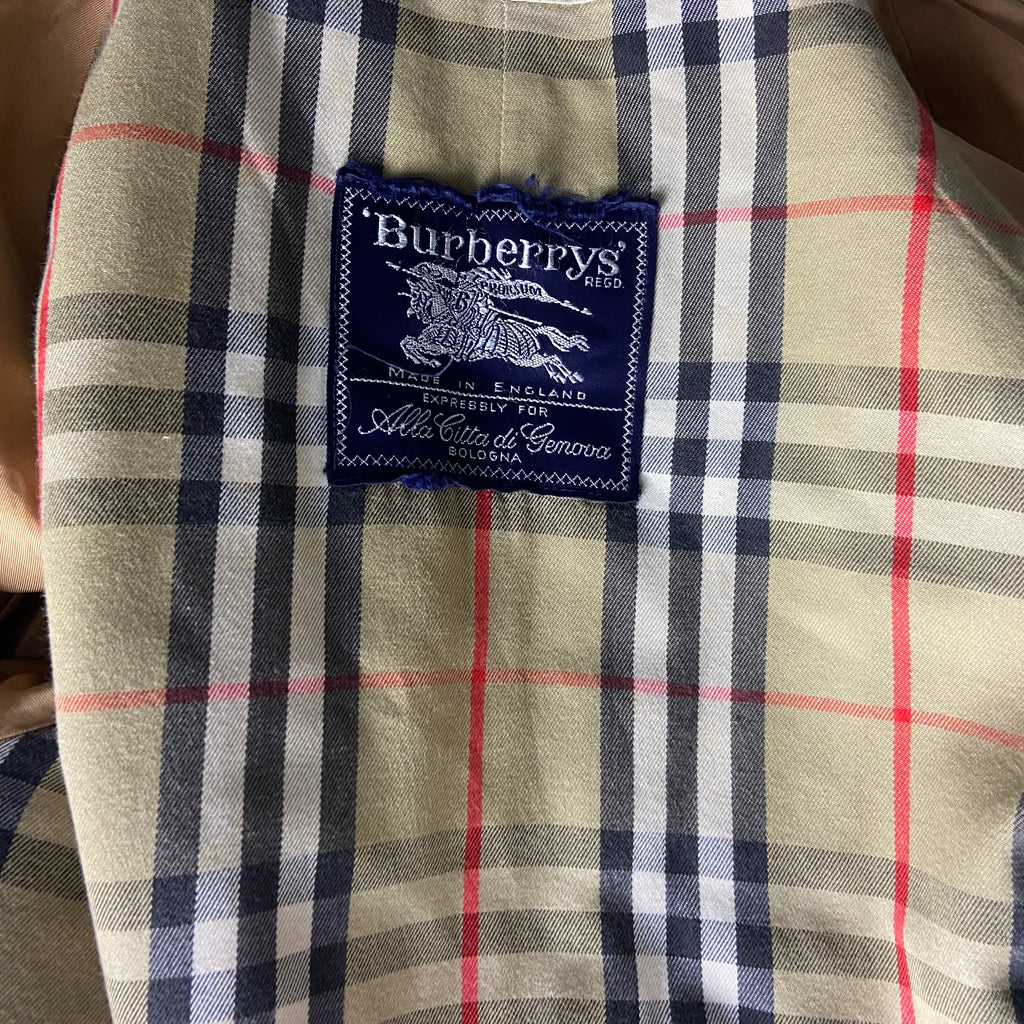 'Burberrys'
REGD.
PRORSUM
MADE IN ENGLAND
EXPRESSLY FOR
Alla Citta di Genova
BOLOGNA